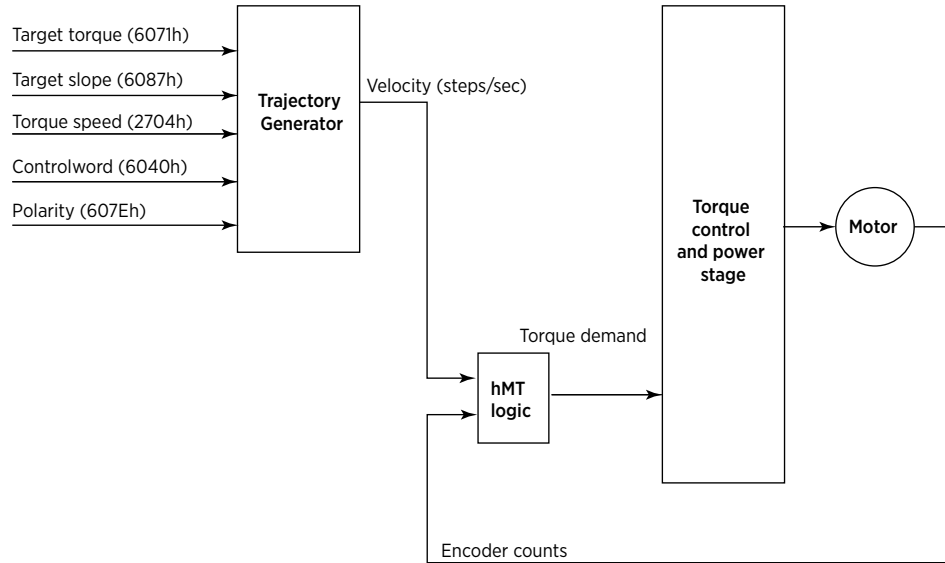 Target torque (6071h)
Target slope (6087h)
Torque speed (2704h)
Controlword (6040h)
Polarity (607Eh)
Trajectory
Generator
Velocity (steps/sec)
Torque
control
and power
stage
Motor
Torque demand
hMT
logic
Encoder counts